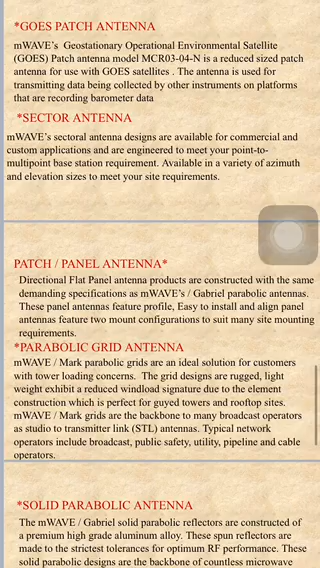 *GOES PATCH ANTENNA
mWAVE's Geostationary Operational Environmental Satellite
(GOES) Patch antenna model MCR03-04-N is a reduced sized patch
antenna for use with GOES satellites . The antenna is used for
transmitting data being collected by other instruments on platforms
that are recording barometer data
*SECTOR ANTENNA
mWAVE's sectoral antenna designs are available for commercial and
custom applications and are engineered to meet your point-to-
multipoint base station requirement. Available in a variety of azimuth
and elevation sizes to meet your site requirements.
PATCH / PANEL ANTENNA*
Directional Flat Panel antenna products are constructed with the same
demanding specifications as mWAVE's / Gabriel parabolic antennas.
These panel antennas feature profile, Easy to install and align panel
antennas feature two mount configurations to suit many site mounting
requirements.
*PARABOLIC GRID ANTENNA
mWAVE / Mark parabolic grids are an ideal solution for customers
with tower loading concerns. The grid designs are rugged, light
weight exhibit a reduced windload signature due to the element
construction which is perfect for guyed towers and rooftop sites.
mWAVE / Mark grids are the backbone to many broadcast operators
as studio to transmitter link (STL) antennas. Typical network
operators include broadcast, public safety, utility, pipeline and cable
operators.
*SOLID PARABOLIC ANTENNA
The mWAVE / Gabriel solid parabolic reflectors are constructed of
a premium high grade aluminum alloy. These spun reflectors are
made to the strictest tolerances for optimum RF performance. These
solid parabolic designs are the backbone of countless microwave